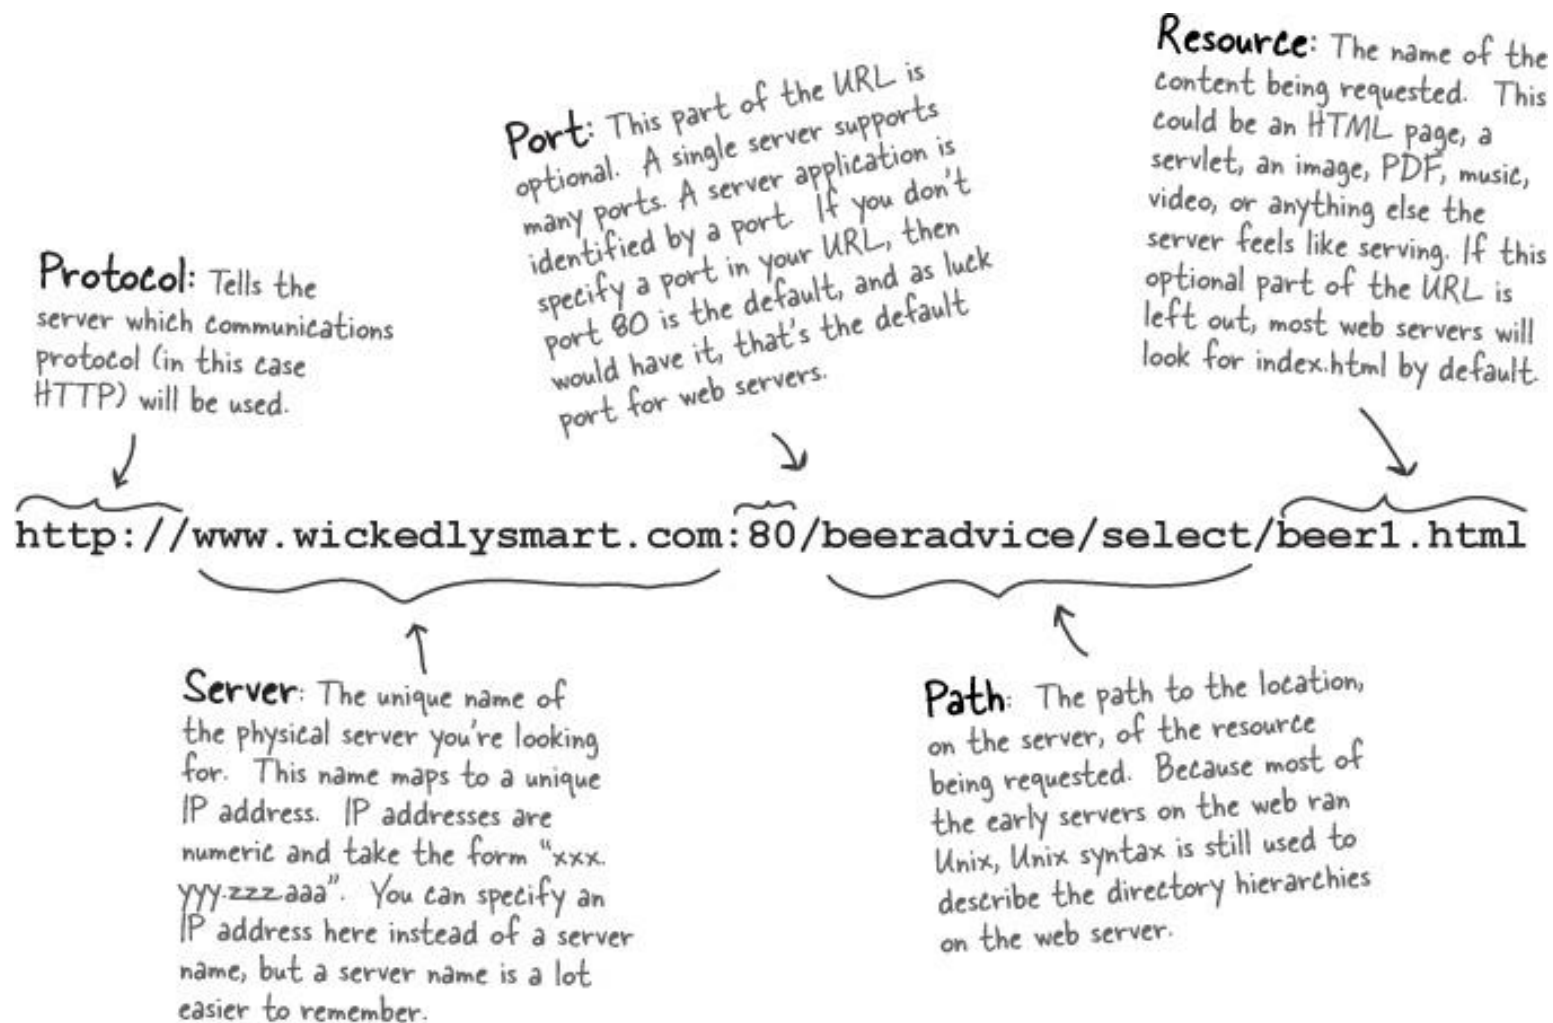 Resource: The name of the
content being requested. This
could be an HTML page, a
servlet, an image, PDF, music,
video, or anything else the
server feels like serving. If this
optional part of the URL is
left out, most web servers will
look for index.html by default.
Port: This part of the URL is
optional. A single server supports
many ports. A server application is
identified by a port. If you don't
specify a port in your URL, then
port 80 is the default, and as luck
would have it, that's the default
port for web servers.
Protocol: Tells the
server which communications
protocol (in this case
HTTP) will be used.
http://www.wickedlysmart.com:80/beeradvice/select/beer1.html
Server: The unique name of
the physical server you're looking
for. This name maps to a unique
IP address. IP addresses are
numeric and take the form "xxx.
yyy.zzz.aaa". You can specify an
IP address here instead of a server
name, but a server name is a lot
easier to remember.
Path: The path to the location,
on the server, of the resource
being requested. Because most of
the early servers on the web ran
Unix, Unix syntax is still used to
describe the directory hierarchies
on the web server.